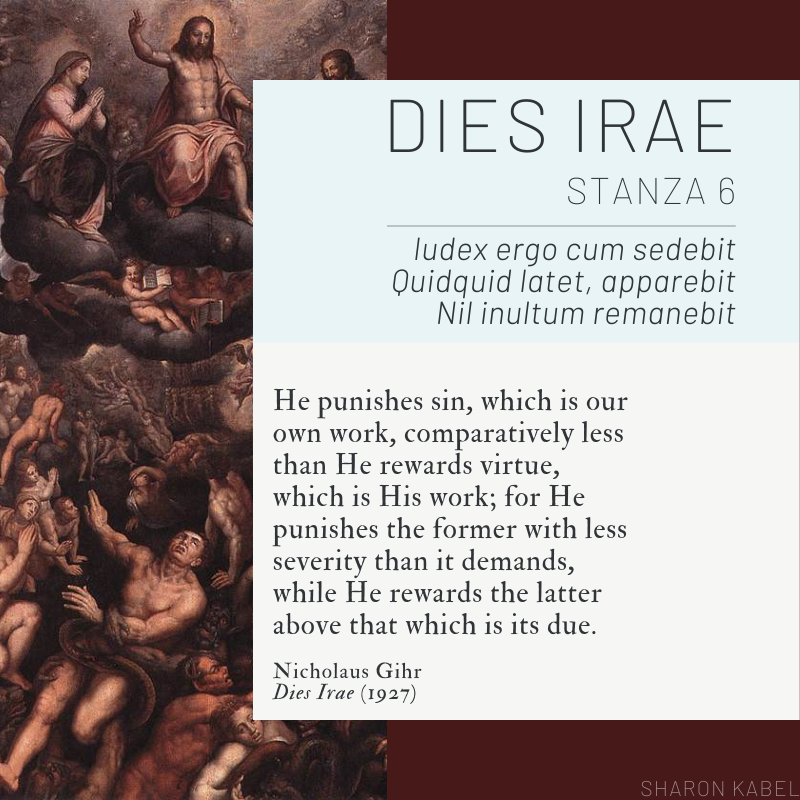 DIES IRAE
STANZA 6
Iudex ergo cum sedebit
Quidquid latet, apparebit
Nil inultum remanebit
He punishes sin, which is our
own work, comparatively less
than He rewards virtue,
which is His work; for He
punishes the former with less
severity than it demands,
while He rewards the latter
above that which is its due.
Nicholaus Gihr
Dies Irae (1927)
SHARON KABEL